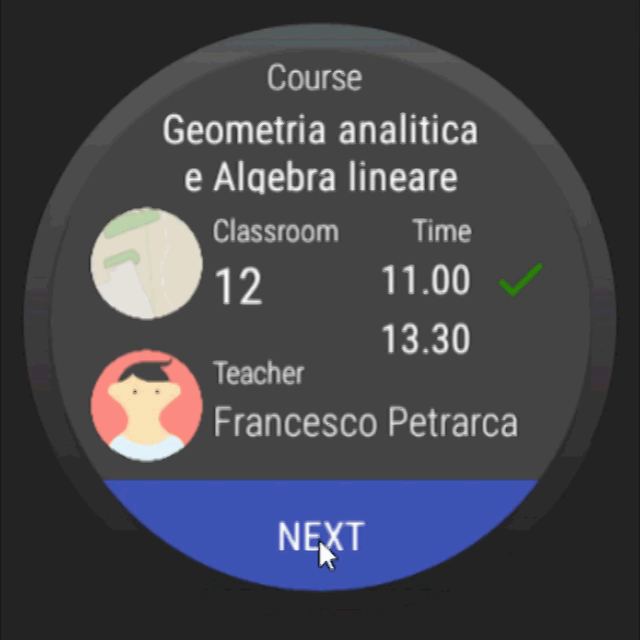 Course
Geometria analitica
e Algebra lineare
Classroom
Time
12
11.00
13.30
Teacher
Francesco Petrarca
NEXT